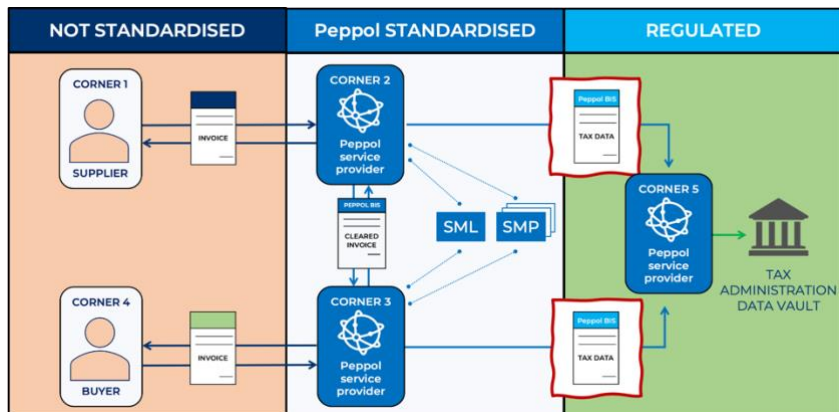 NOT STANDARDISED
Peppol STANDARDISED
REGULATED
CORNER 1
SUPPLIER
INVOICE
CORNER 2
Peppol
service
provider
Peppol BIS
TAX DATA
PEPPOL BIS
CLEARED
INVOICE
SML
SMP
CORNER 5
Peppol
service
provider
TAX
ADMINISTRATION
DATA VAULT
CORNER 4
BUYER
INVOICE
CORNER 3
Peppol
service
provider
Peppol BIS
TAX DATA